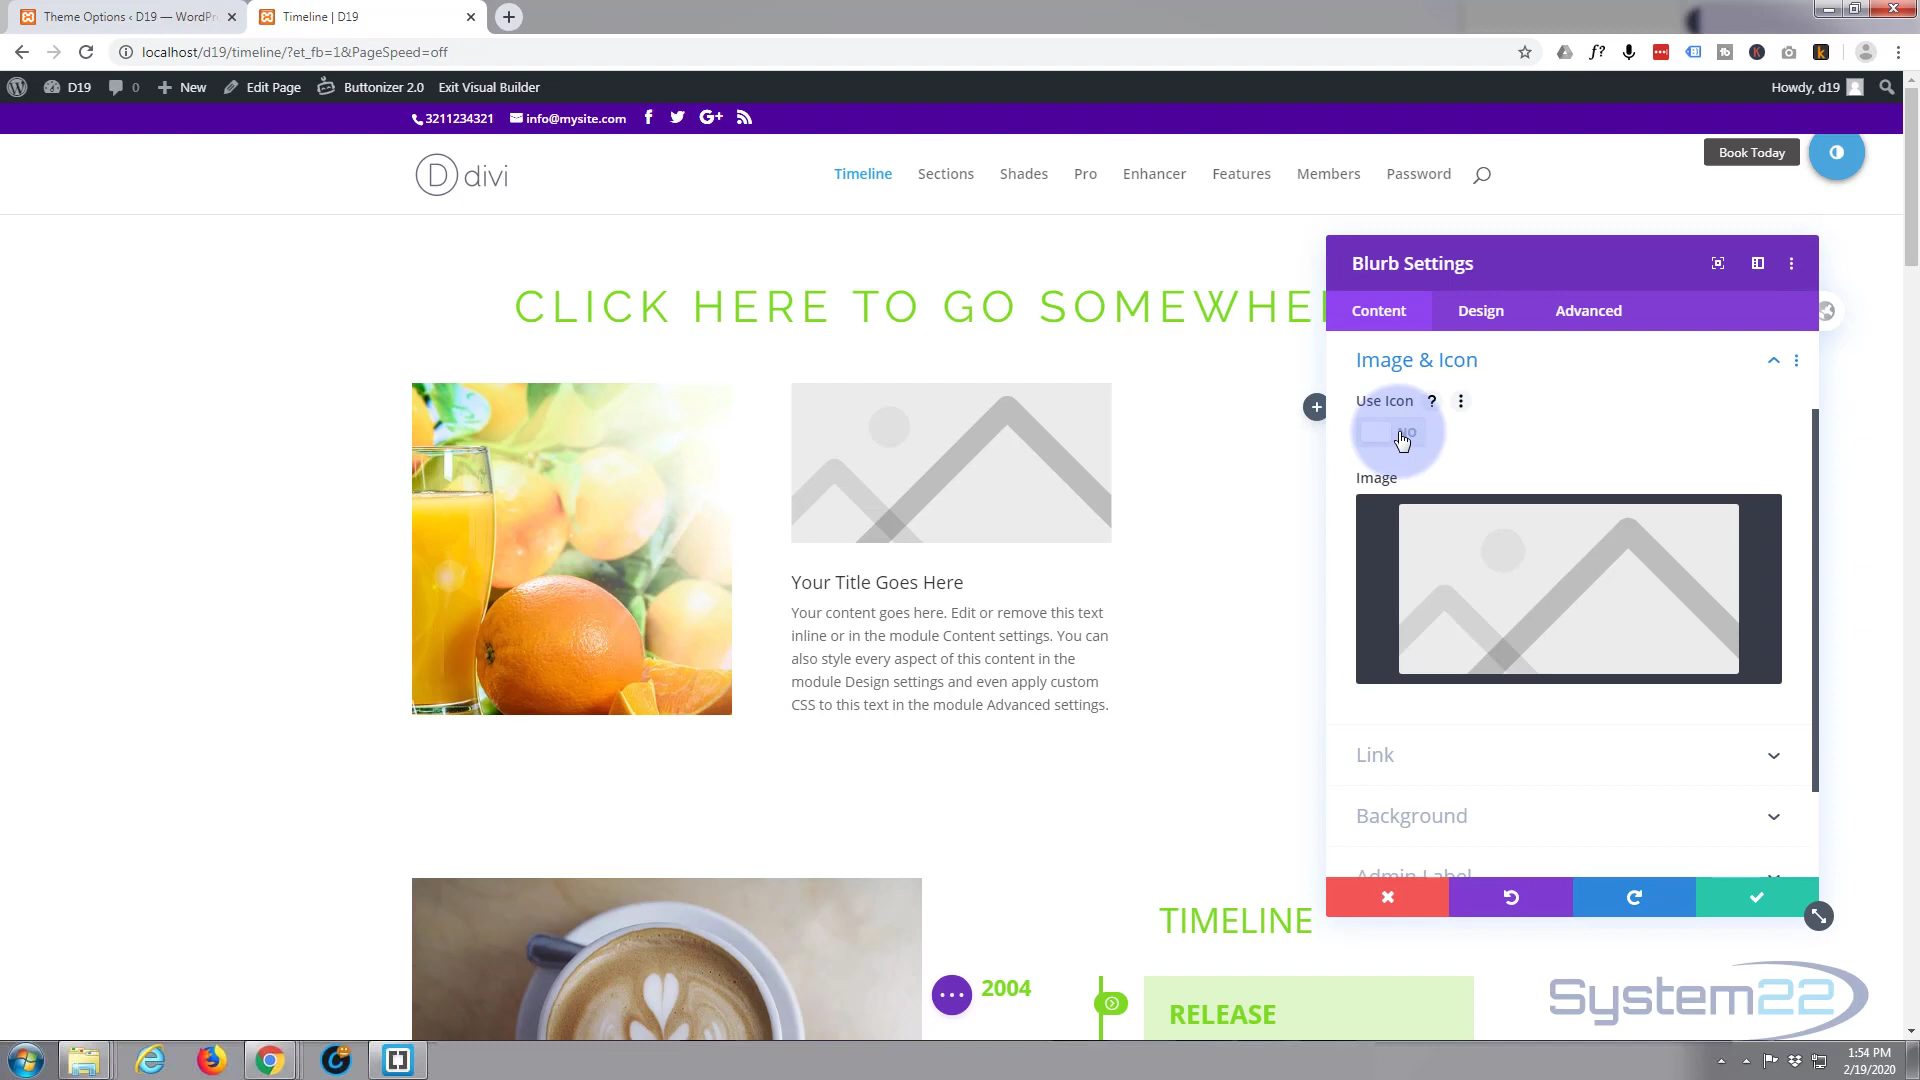 Theme Options ‹ D19 — WordPr
Timeline | D19
localhost/d19/timeline/?et_fb=1&PageSpeed=off
D19
0
New
Edit Page
Buttonizer 2.0
Exit Visual Builder
Howdy, d19
3211234321
info@mysite.com
D divi
Timeline
Sections
Shades
Pro
Enhancer
Features
Members
Password
Book Today
CLICK HERE TO GO SOMEWHE
Your Title Goes Here
Your content goes here. Edit or remove this text
inline or in the module Content settings. You can
also style every aspect of this content in the
module Design settings and even apply custom
CSS to this text in the module Advanced settings.
Blurb Settings
Content
Design
Advanced
Image & Icon
Use Icon ?
NO
Image
Link
Background
Admin Label
TIMELINE
2004
RELEASE
System22
1:54 PM
2/19/2020